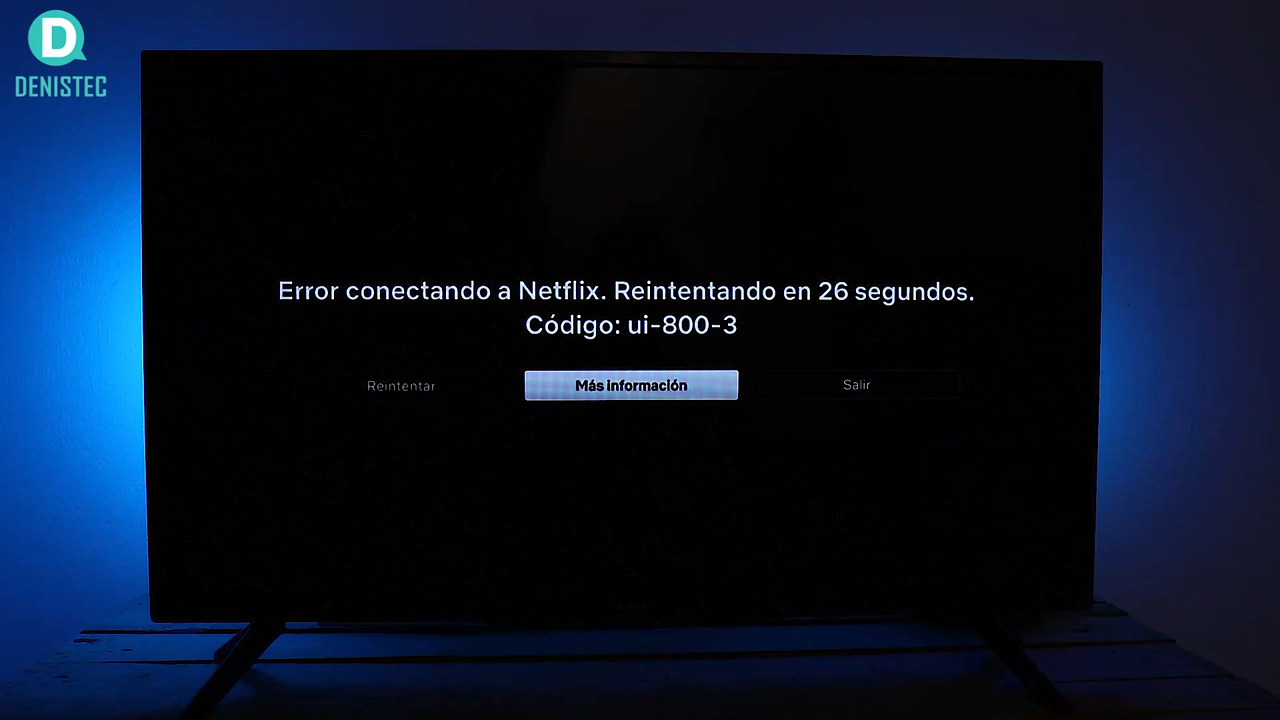 D
DENISTEC
Error conectando a Netflix. Reintentando en 26 segundos.
Código: ui-800-3
Reintentar
Más información
Salir